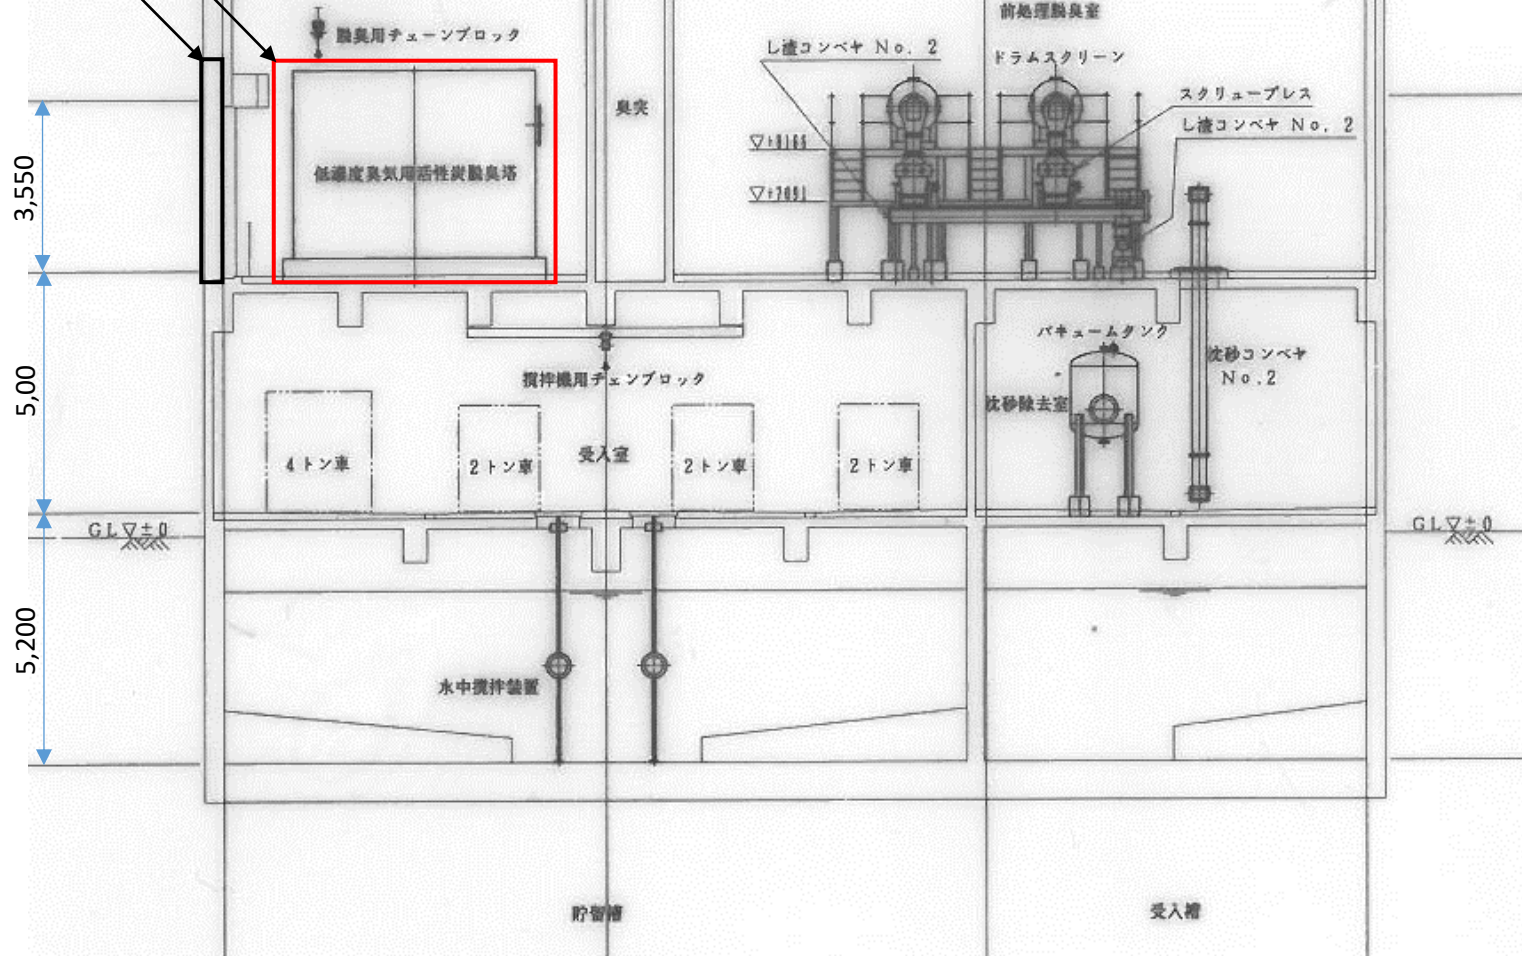 前処理脱臭室
脱臭用チェーンブロック
し渣コンベヤ No. 2
ドラムスクリーン
スクリュープレス
し渣コンベヤ No. 2
臭突
低濃度臭気用活性炭脱臭塔
3,550
バキュームタンク
沈砂コンベヤ
No.2
撹拌機用チェンブロック
沈砂除去室
5,00
受入室
4トン車
2トン車
2トン車
2トン車
GL▽±0
GL▽±0
5,200
水中撹拌装置
貯留槽
受入槽